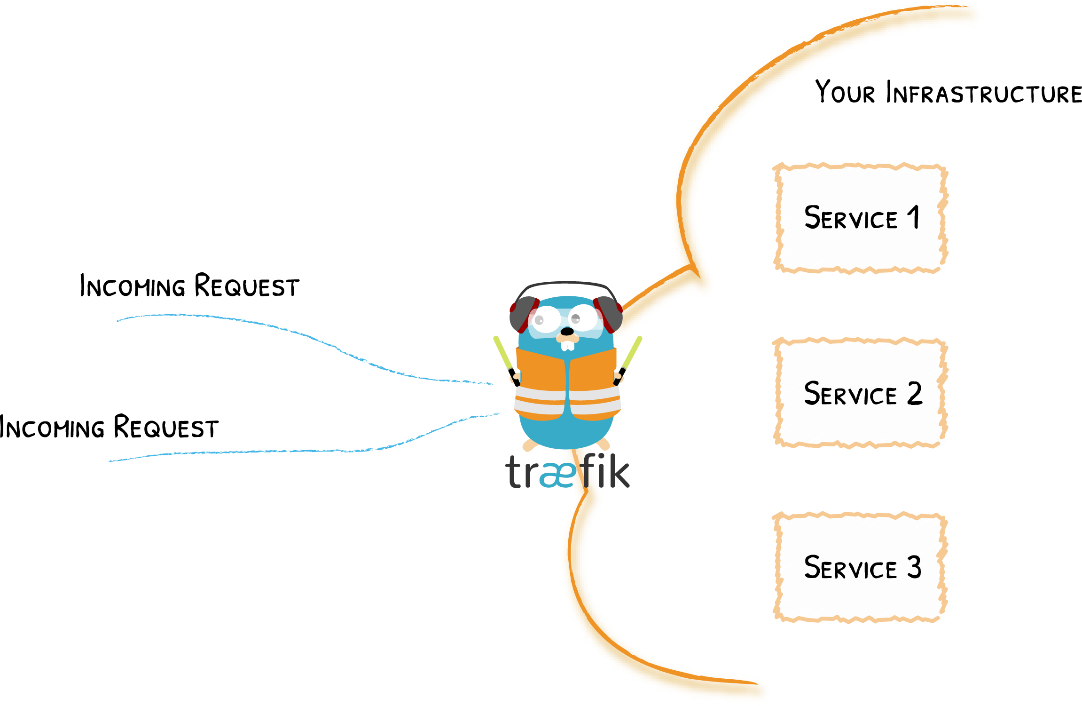 Your Infrastructure
Service 1
Incoming Request
Service 2
Incoming Request
træfik
Service 3